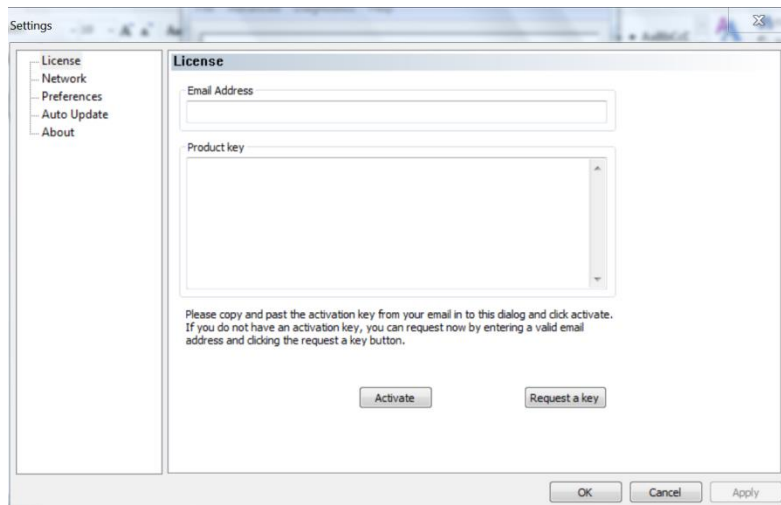 Settings
License
Network
Preferences
Auto Update
About
License
Email Address
Product key
Please copy and past the activation key from your email in to this dialog and click activate.
If you do not have an activation key, you can request now by entering a valid email
address and clicking the request a key button.
Activate Request a key
OK Cancel Apply